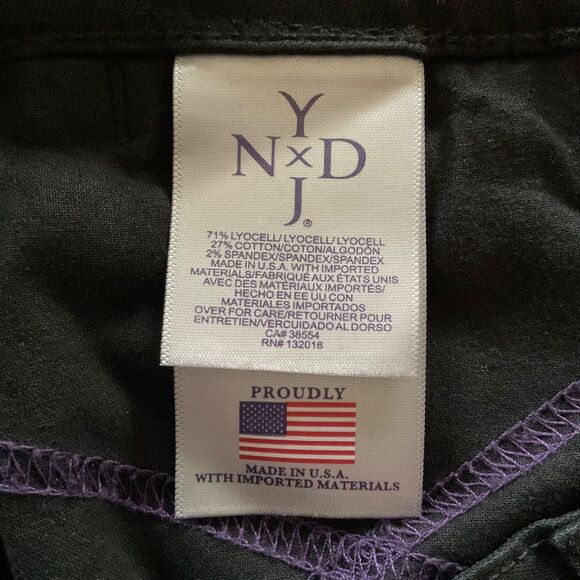 Y
N×D
J®
71% LYOCELL/LYOCELL/LYOCELL
27% COTTON/COTON/ALGODÓN
2% SPANDEX/SPANDEX/SPANDEX
MADE IN U.S.A. WITH IMPORTED
MATERIALS/FABRIQUÉ AUX ÉTATS UNIS
AVEC DES MATÉRIAUX IMPORTÉS/
HECHO EN EE UU CON
MATERIALES IMPORTADOS
OVER FOR CARE/RETOURNER POUR
ENTRETIEN/VERCUIDADO AL DORSO
CA# 38554
RN# 132016
PROUDLY
MADE IN U.S.A.
WITH IMPORTED MATERIALS